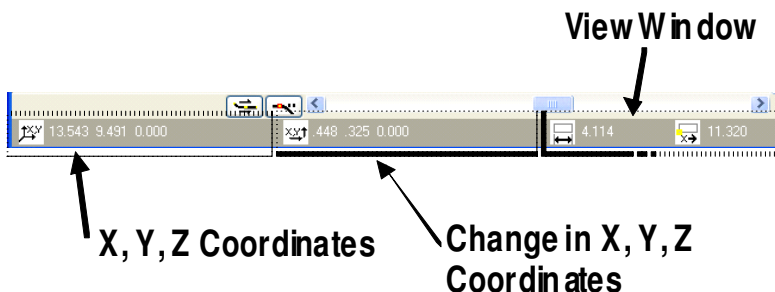 View Window
X,Y 13.543 9.491 0.000
X,Y .448 .325 0.000
4.114
X 11.320
X, Y, Z Coordinates
Change in X, Y, Z
Coordinates